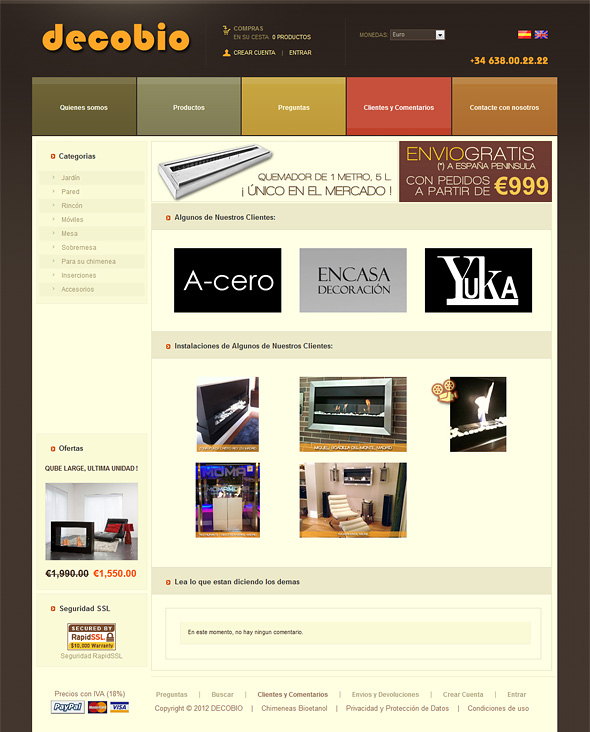 decobio
COMPRAS
EN SU CESTA: 0 PRODUCTOS
CREAR CUENTA | ENTRAR
MONEDAS: Euro
+34 638.00.22.22
Quienes somos
Productos
Preguntas
Clientes y Comentarios
Contacte con nosotros
Categorias
Jardín
Pared
Rincón
Móviles
Mesa
Sobremesa
Para su chimenea
Inserciones
Accesorios
QUEMADOR DE 1 METRO, 5 L.
¡ ÚNICO EN EL MERCADO !
ENVIOGRATIS
(*) A ESPAÑA PENINSULA
CON PEDIDOS
A PARTIR DE €999
Algunos de Nuestros Clientes:
A-cero
ENCASA
DECORACIÓN
YUKA
Instalaciones de Algunos de Nuestros Clientes:
MOMA
Ofertas
QUBE LARGE, ULTIMA UNIDAD !
€1,990.00 €1,550.00
Lea lo que estan diciendo los demas
En este momento, no hay ningun comentario.
Seguridad SSL
SECURED BY
RapidSSL
$10,000 Warranty
Seguridad RapidSSL
Precios con IVA (18%)
PayPal MasterCard VISA
Preguntas | Buscar | Clientes y Comentarios | Envios y Devoluciones | Crear Cuenta | Entrar
Copyright © 2012 DECOBIO | Chimeneas Bioetanol | Privacidad y Protección de Datos | Condiciones de uso